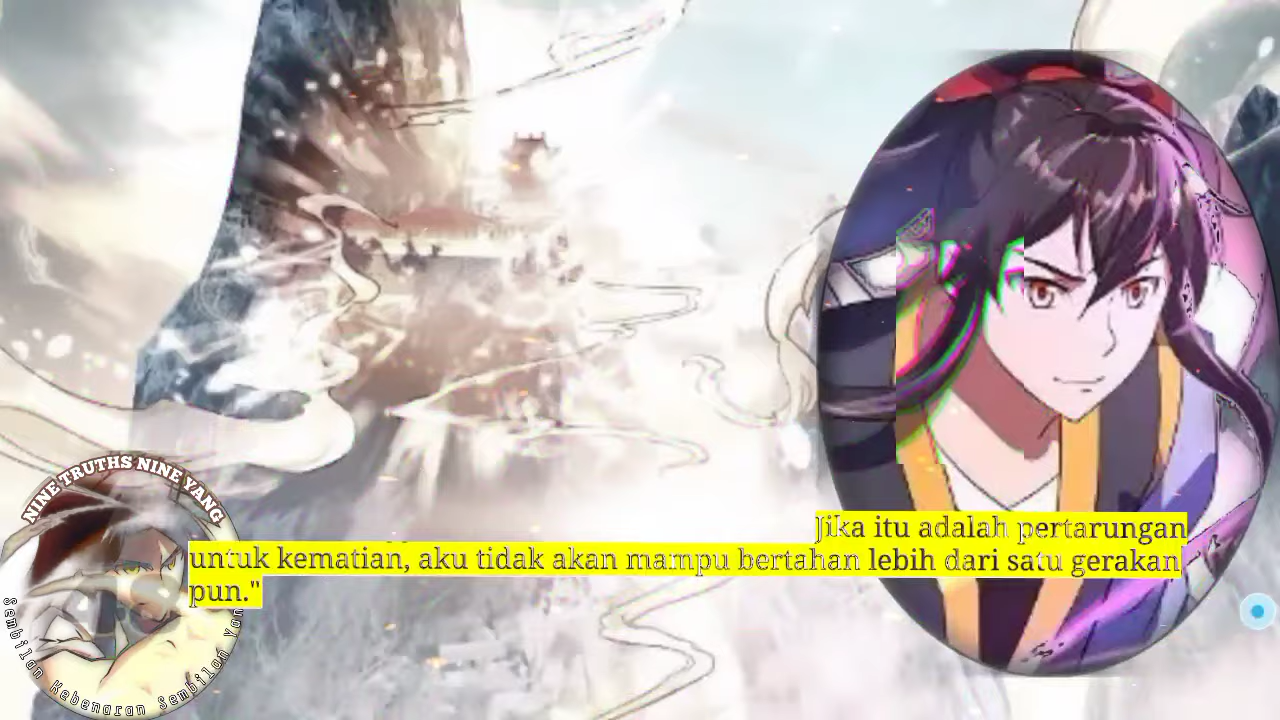 NINE TRUTHS NINE YANG
Jika itu adalah pertarungan
untuk kematian, aku tidak akan mampu bertahan lebih dari satu gerakan
pun."
Sembilan Kebenaran Sembilan Yang